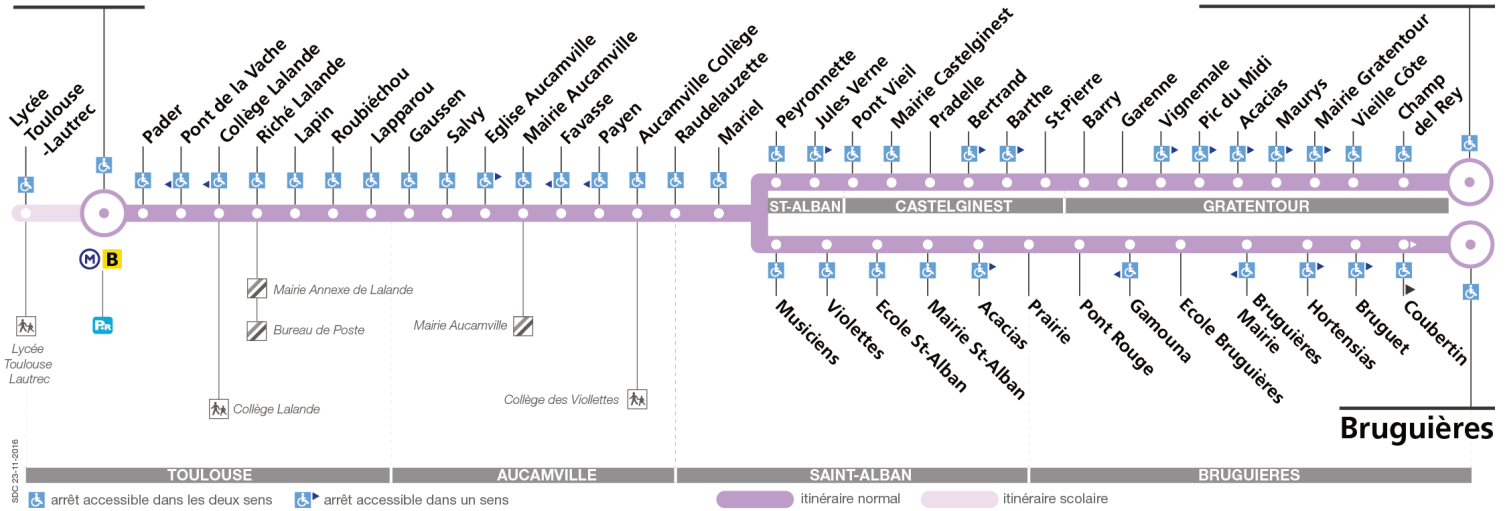 Lycée
Toulouse
-Lautrec
Pader
Pont de la Vache
Collège Lalande
Riché Lalande
Lapin
Roubiéchou
Lapparou
Gaussen
Salvy
Eglise Aucamville
Mairie Aucamville
Favasse
Payen
Aucamville Collège
Raudelauzette
Mariel
Peyronnette
Jules Verne
Pont Vieil
Mairie Castelginest
Pradelle
Bertrand
Barthe
St-Pierre
Barry
Garenne
Vignemale
Pic du Midi
Acacias
Maurys
Mairie Gratentour
Vieille Côte
Champ
del Rey
ST-ALBAN
CASTELGINEST
GRATENTOUR
M B
P+R
Mairie Annexe de Lalande
Bureau de Poste
Mairie Aucamville
Lycée
Toulouse
Lautrec
Collège Lalande
Collège des Viollettes
Musiciens
Violettes
Ecole St-Alban
Mairie St-Alban
Acacias
Prairie
Pont Rouge
Gamouna
Ecole Bruguières
Bruguières
Mairie
Hortensias
Bruguet
Coubertin
Bruguières
SDC 23-11-2016
TOULOUSE
AUCAMVILLE
SAINT-ALBAN
BRUGUIERES
arrêt accessible dans les deux sens
arrêt accessible dans un sens
itinéraire normal
itinéraire scolaire